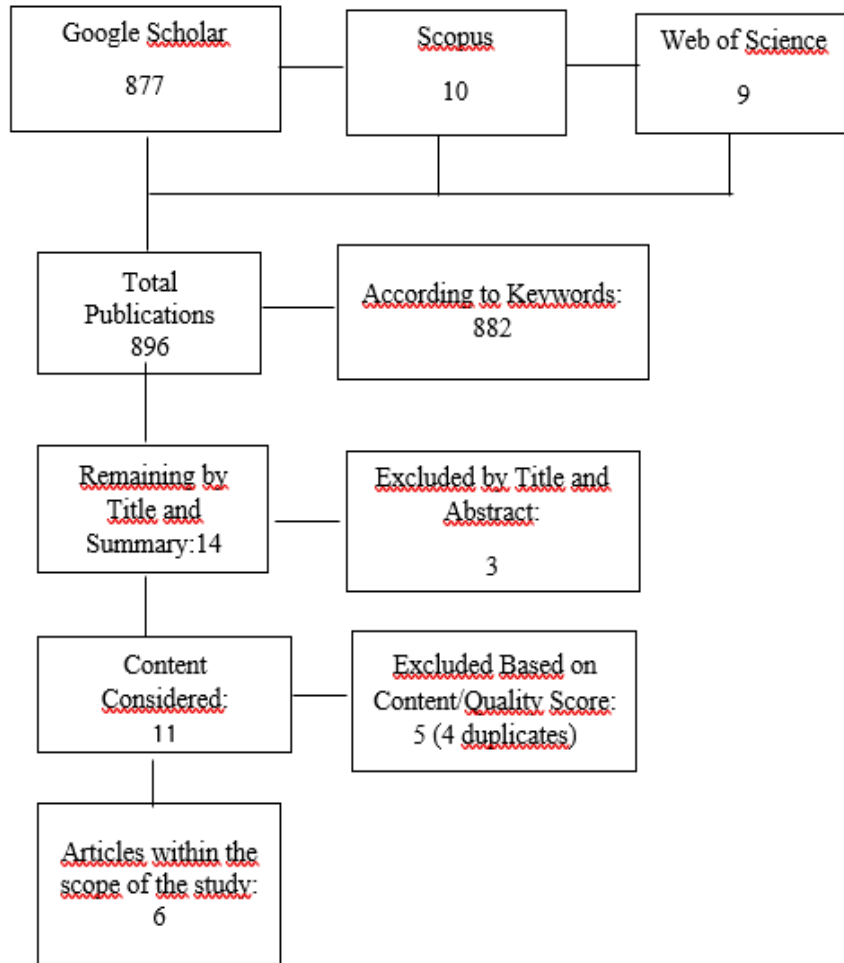 Google Scholar
877
Scopus
10
Web of Science
9
Total
Publications
896
According to Keywords:
882
Remaining by
Title and
Summary:14
Excluded by Title and
Abstract:
3
Content
Considered:
11
Excluded Based on
Content/Quality Score:
5 (4 duplicates)
Articles within the
scope of the study:
6